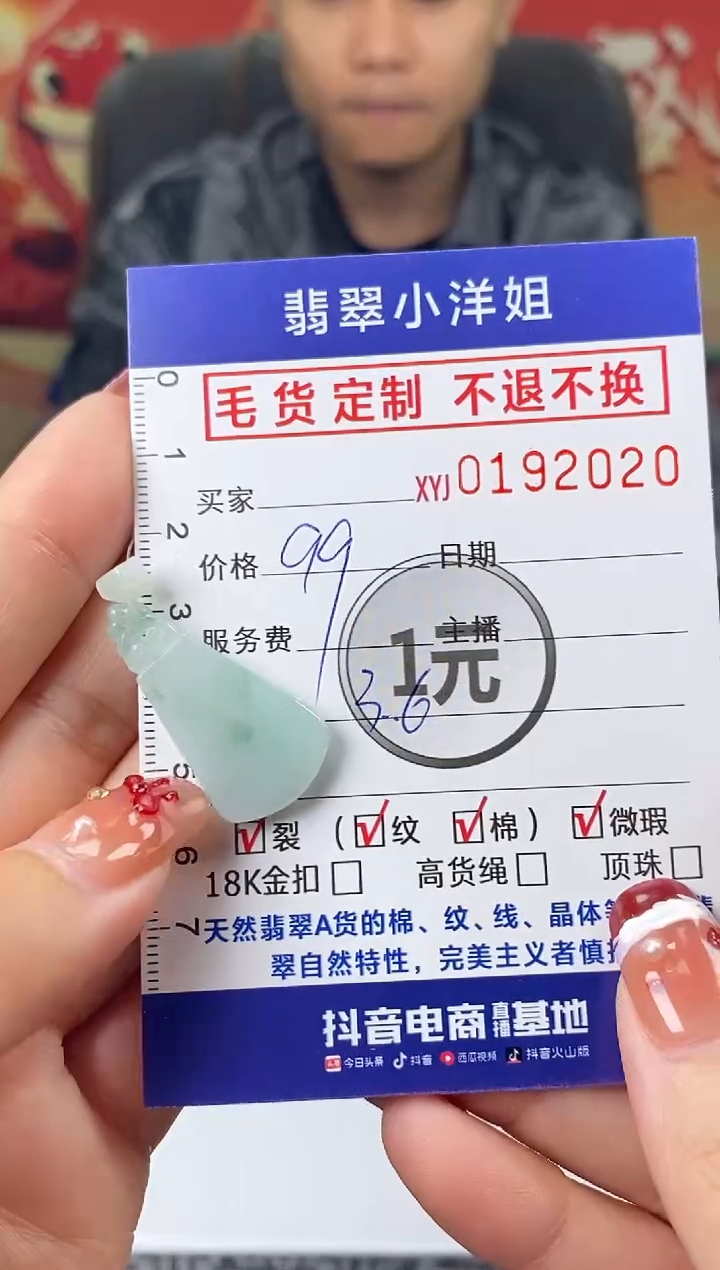 翡翠小洋姐
毛货定制 不退不换
买家 XYJ0192020
价格 99 日期
服务费 主播
1元
3.6
裂 (纹 棉) 微瑕
18K金扣 高货绳 顶珠
天然翡翠A货的棉、纹、线、晶体
翠自然特性，完美主义者慎
抖音电商直播基地
头条 今日头条 抖音 西瓜视频 抖音火山版
0
1
2
3
5
6
7